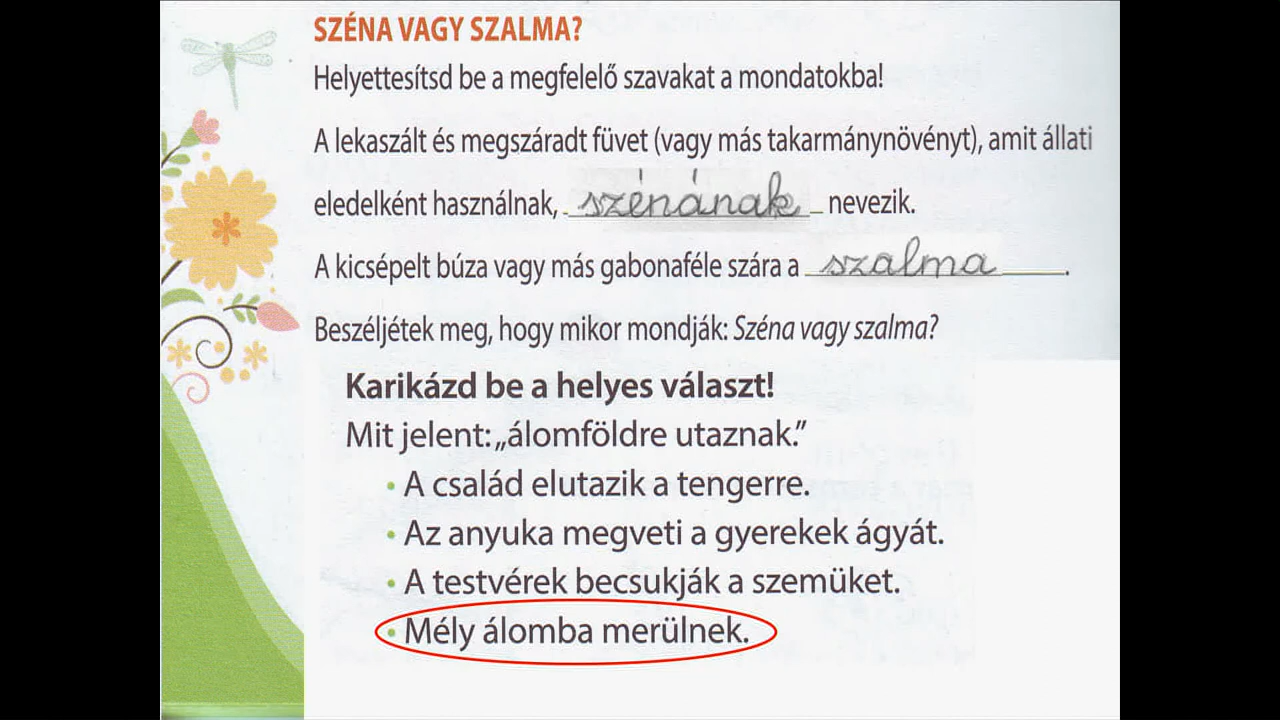 SZÉNA VAGY SZALMA?
Helyettesítsd be a megfelelő szavakat a mondatokba!
A lekaszált és megszáradt füvet (vagy más takarmánynövényt), amit állati
eledelként használnak, szénának nevezik.
A kicsépelt búza vagy más gabonaféle szára a szalma.
Beszéljétek meg, hogy mikor mondják: Széna vagy szalma?
Karikázd be a helyes választ!
Mit jelent: „álomföldre utaznak.”
• A család elutazik a tengerre.
• Az anyuka megveti a gyerekek ágyát.
• A testvérek becsukják a szemüket.
• Mély álomba merülnek.